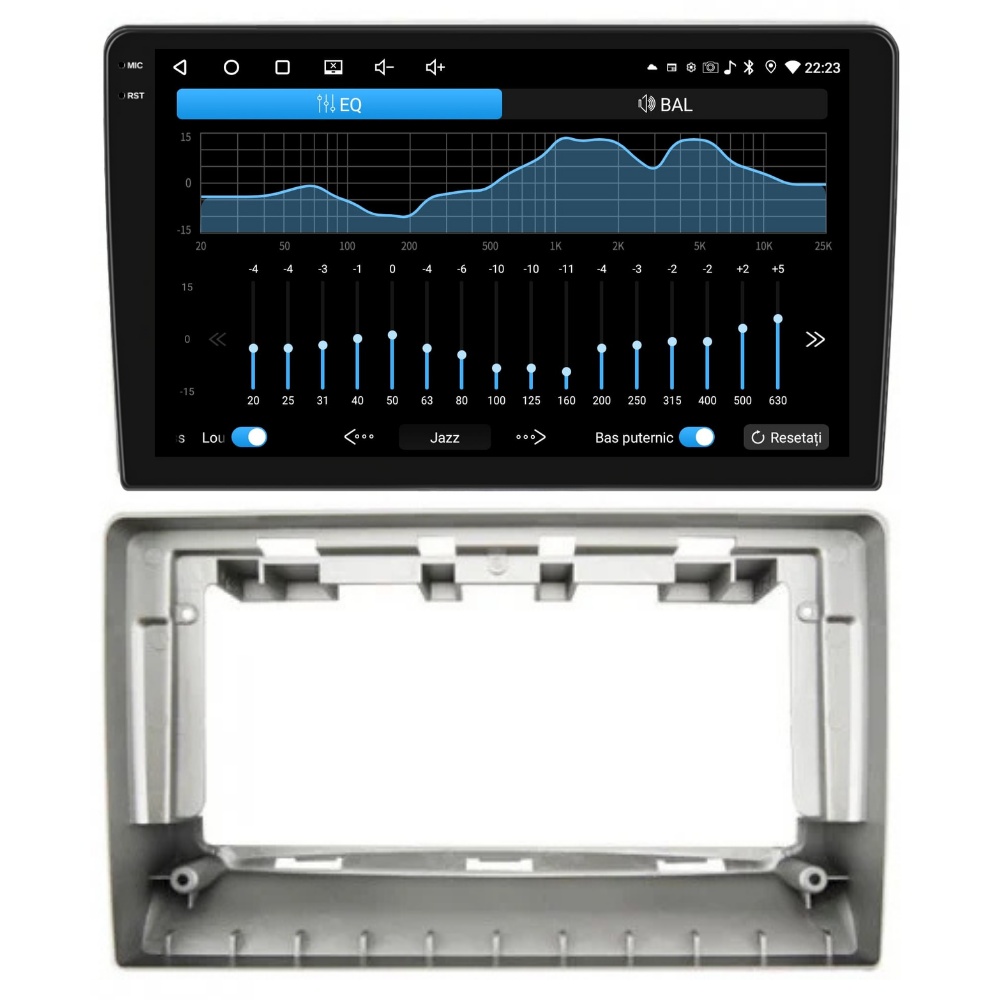 MIC
RST
22:23
EQ
BAL
15
0
-15
20 50 100 200 500 1K 2K 5K 10K 25K
-4 -4 -3 -1 0 -4 -6 -10 -10 -11 -4 -3 -2 -2 +2 +5
15
0
-15
20 25 31 40 50 63 80 100 125 160 200 250 315 400 500 630
s Lou Jazz Bas puternic Resetați